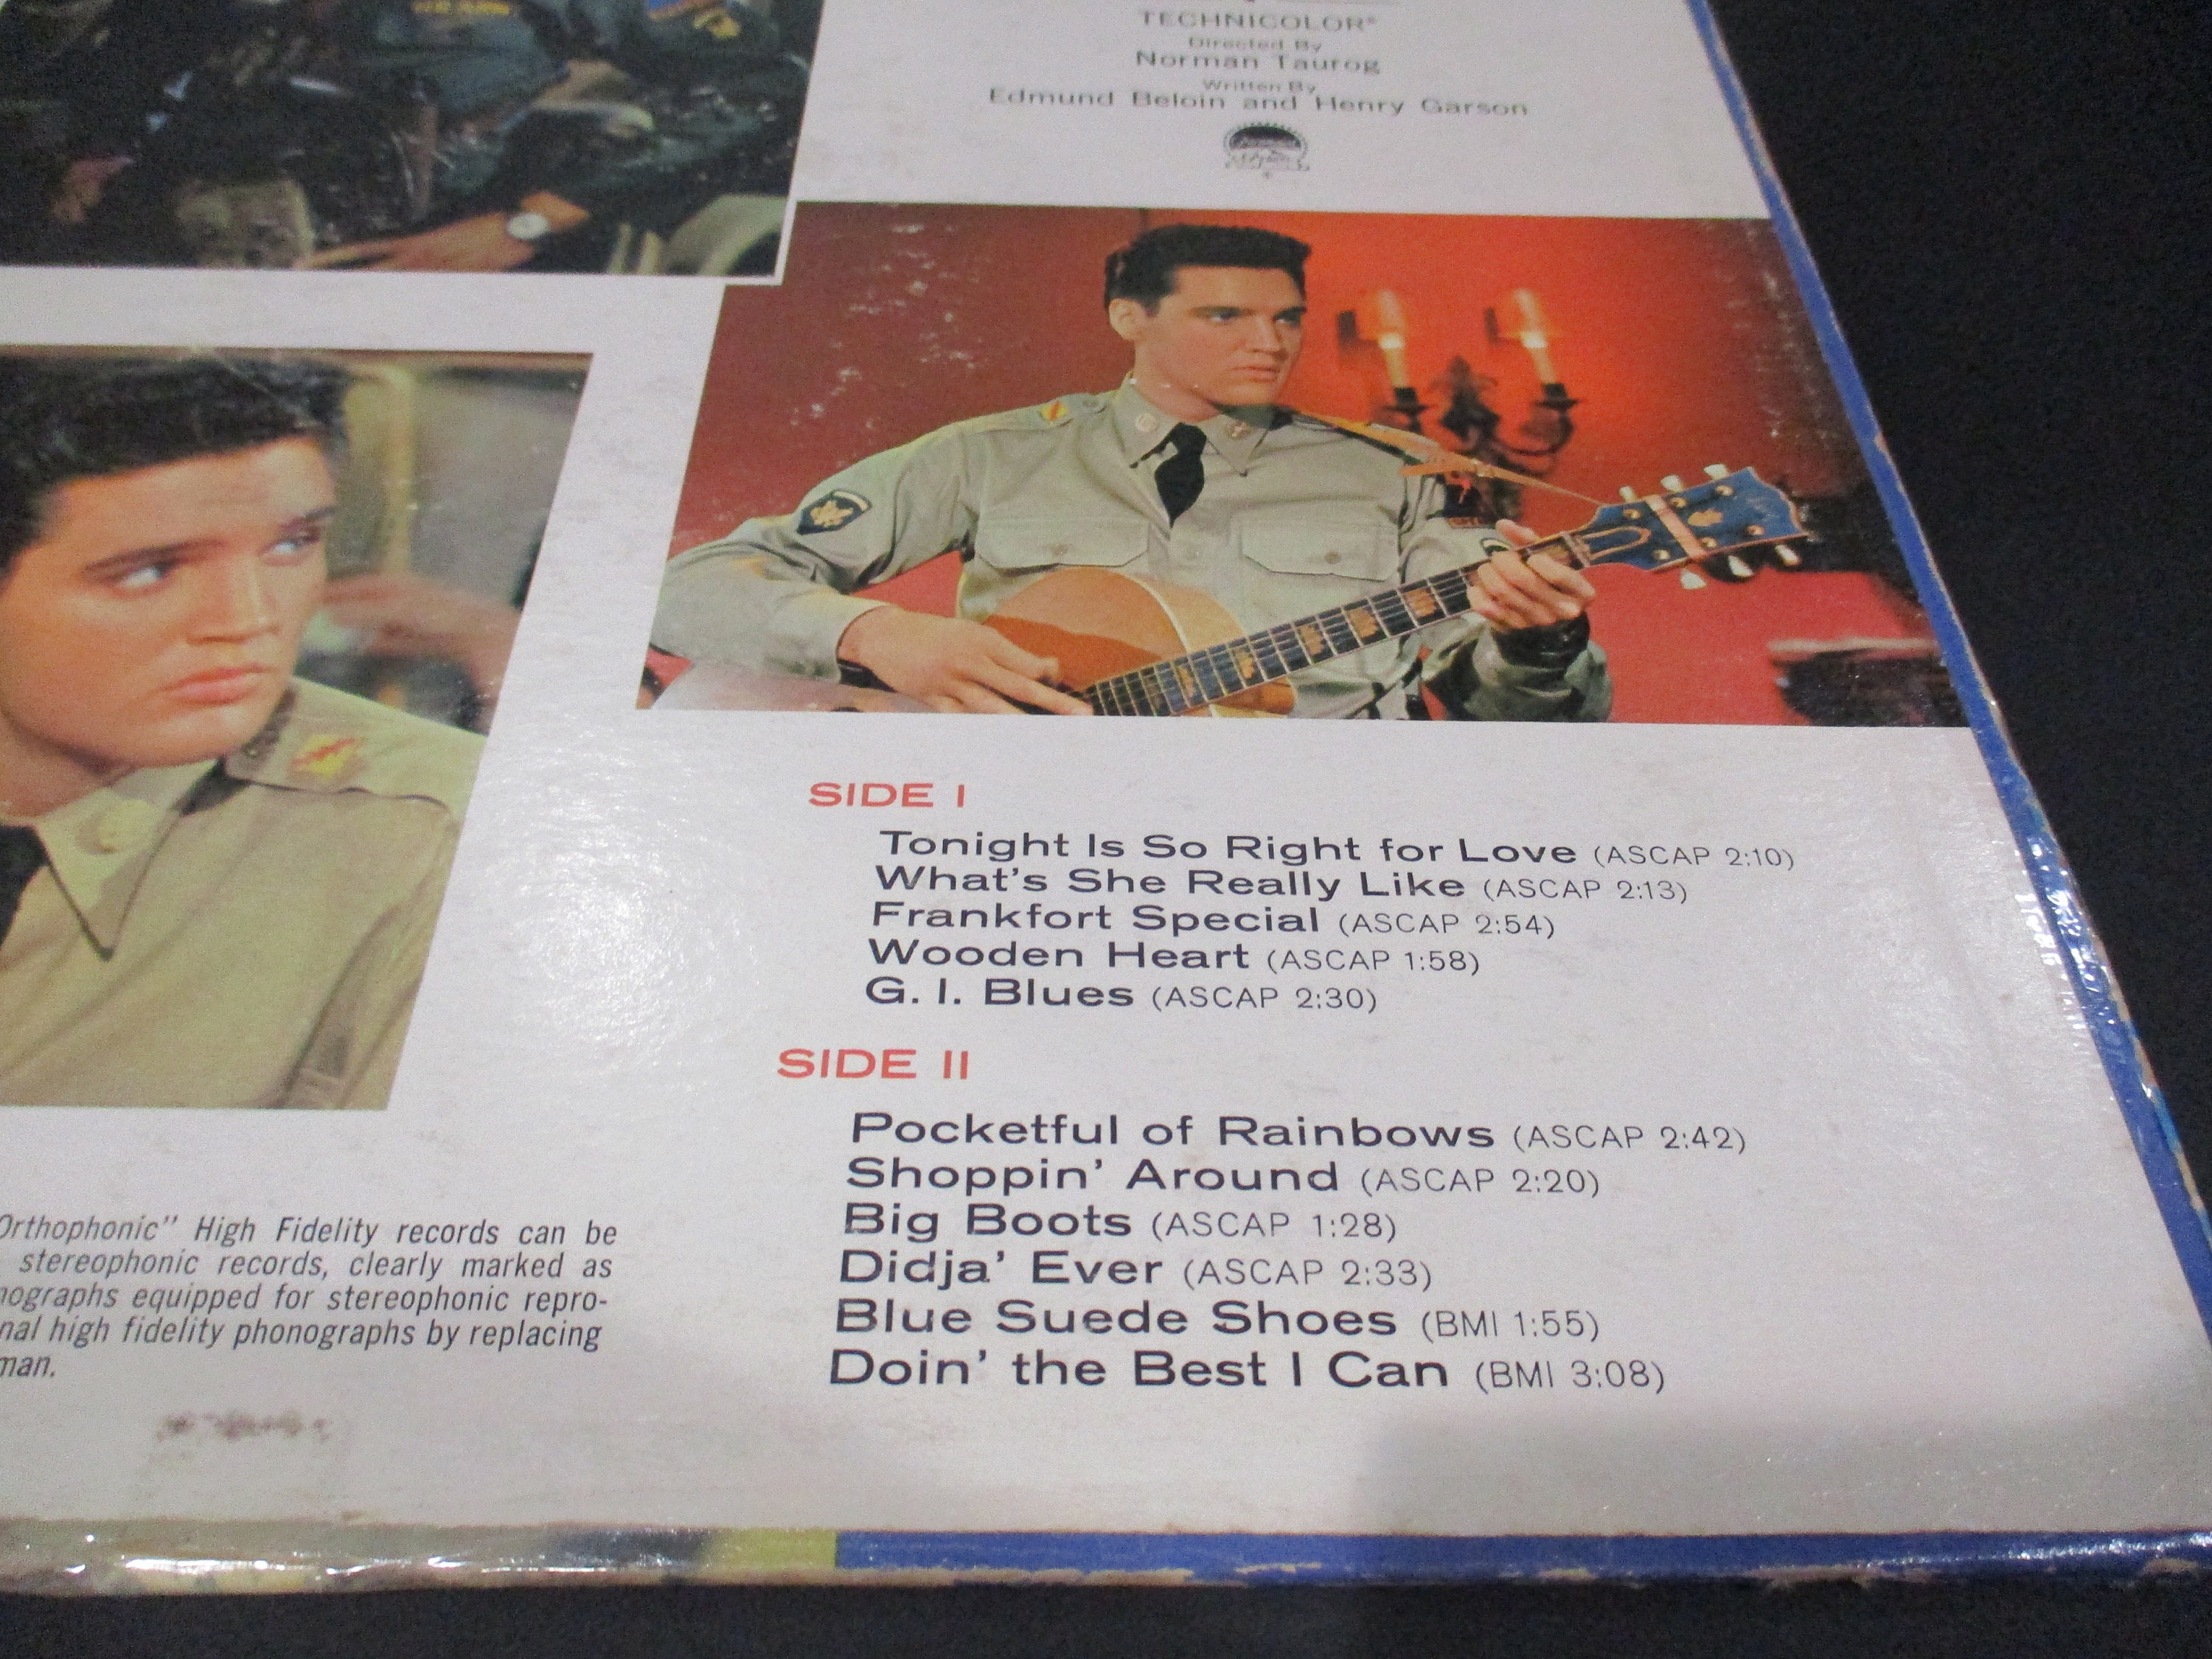 TECHNICOLOR®
Directed By
Norman Taurog
Written By
Edmund Beloin and Henry Garson
SIDE I
Tonight Is So Right for Love (ASCAP 2:10)
What's She Really Like (ASCAP 2:13)
Frankfort Special (ASCAP 2:54)
Wooden Heart (ASCAP 1:58)
G. I. Blues (ASCAP 2:30)
SIDE II
Pocketful of Rainbows (ASCAP 2:42)
Shoppin' Around (ASCAP 2:20)
Big Boots (ASCAP 1:28)
Didja' Ever (ASCAP 2:33)
Blue Suede Shoes (BMI 1:55)
Doin' the Best I Can (BMI 3:08)
Orthophonic" High Fidelity records can be
stereophonic records, clearly marked as
nographs equipped for stereophonic repro-
nal high fidelity phonographs by replacing
man.